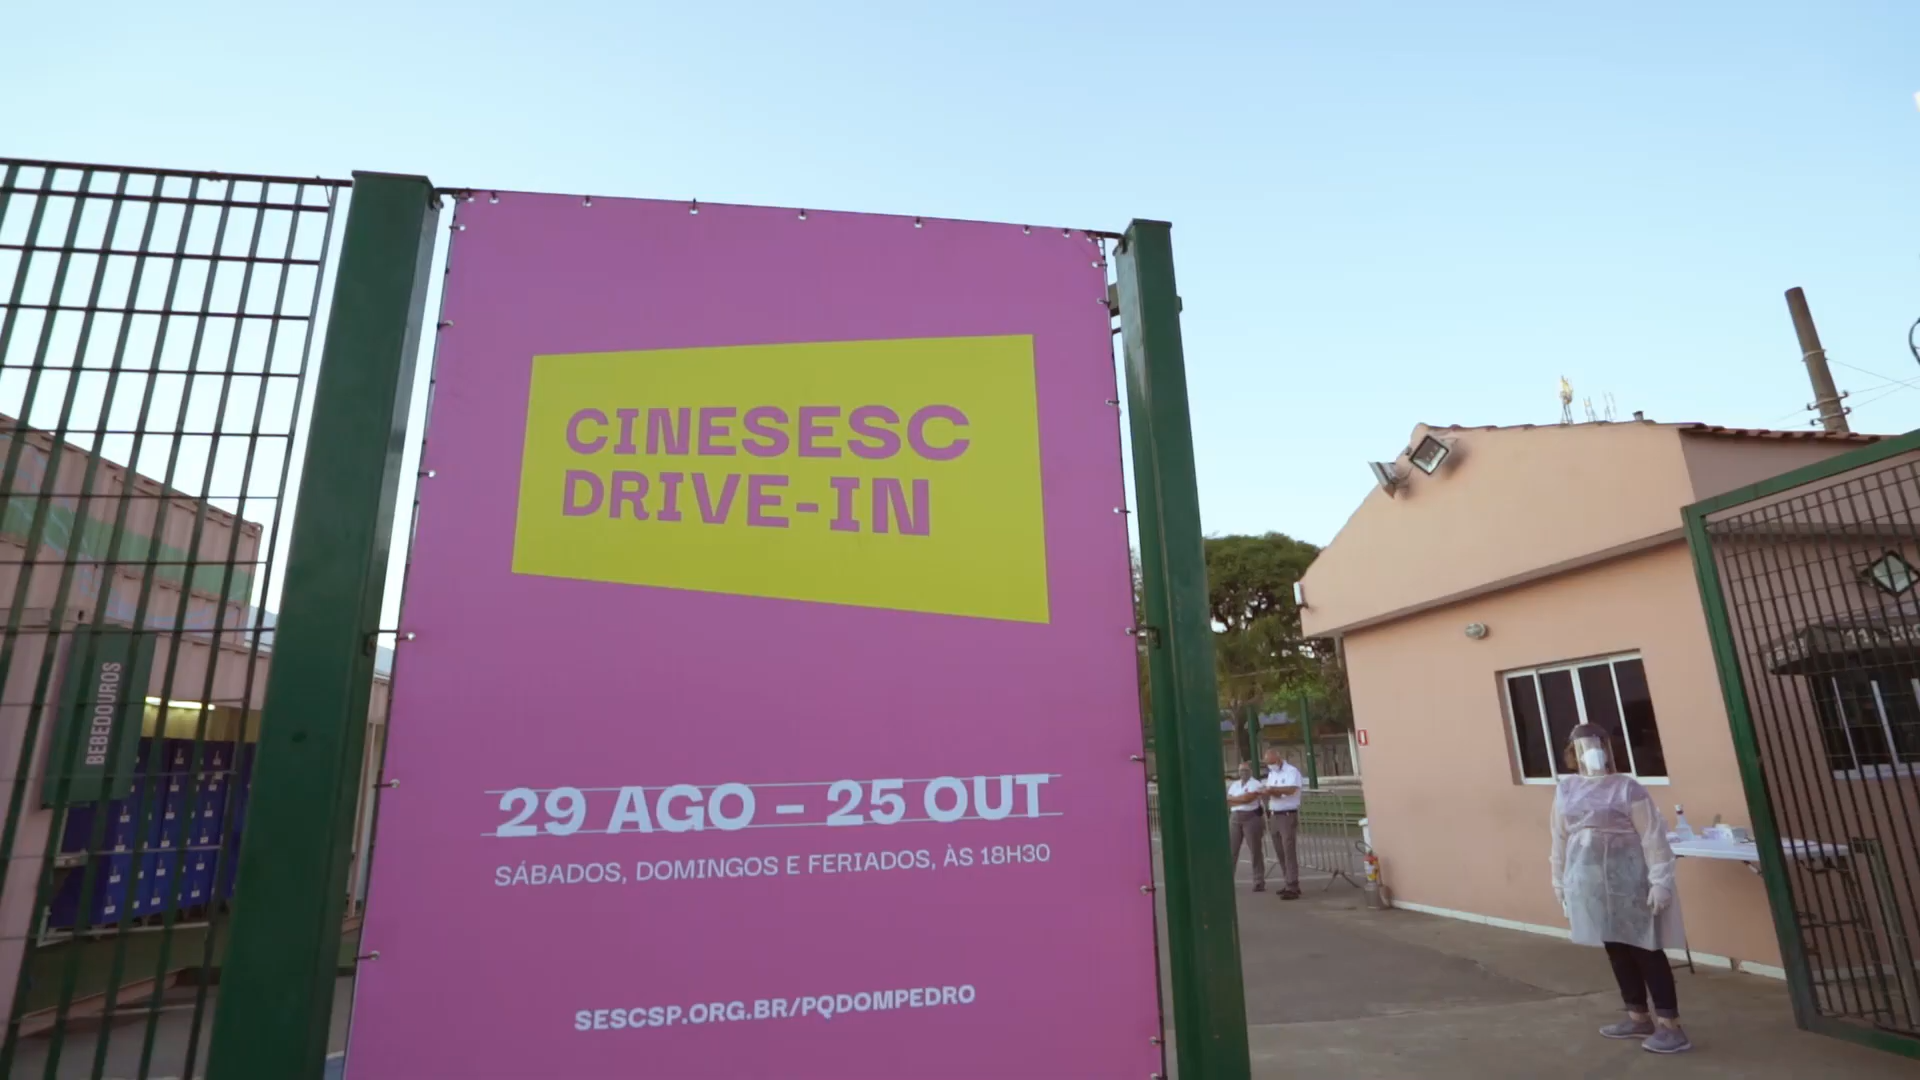 CINESESC
DRIVE-IN
29 AGO - 25 OUT
SÁBADOS, DOMINGOS E FERIADOS, ÀS 18H30
SESCSP.ORG.BR/PQDOMPEDRO
BEBEDOUROS